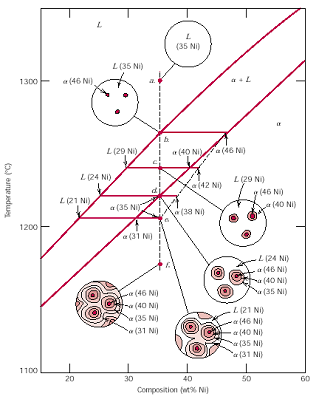 L
L
(35 Ni)
L (35 Ni)
α (46 Ni)
1300
a.
α + L
α
b.
L (29 Ni)
α (40 Ni)
α (46 Ni)
c.
L (24 Ni)
α (42 Ni)
L (29 Ni)
α (46 Ni)
α (40 Ni)
L (21 Ni)
d.
α (35 Ni)
α (38 Ni)
e.
1200
α (31 Ni)
L (24 Ni)
α (46 Ni)
α (40 Ni)
α (35 Ni)
f.
α (46 Ni)
α (40 Ni)
α (35 Ni)
α (31 Ni)
L (21 Ni)
α (46 Ni)
α (40 Ni)
α (35 Ni)
α (31 Ni)
1100
20
30
40
50
60
Temperature (°C)
Composition (wt% Ni)